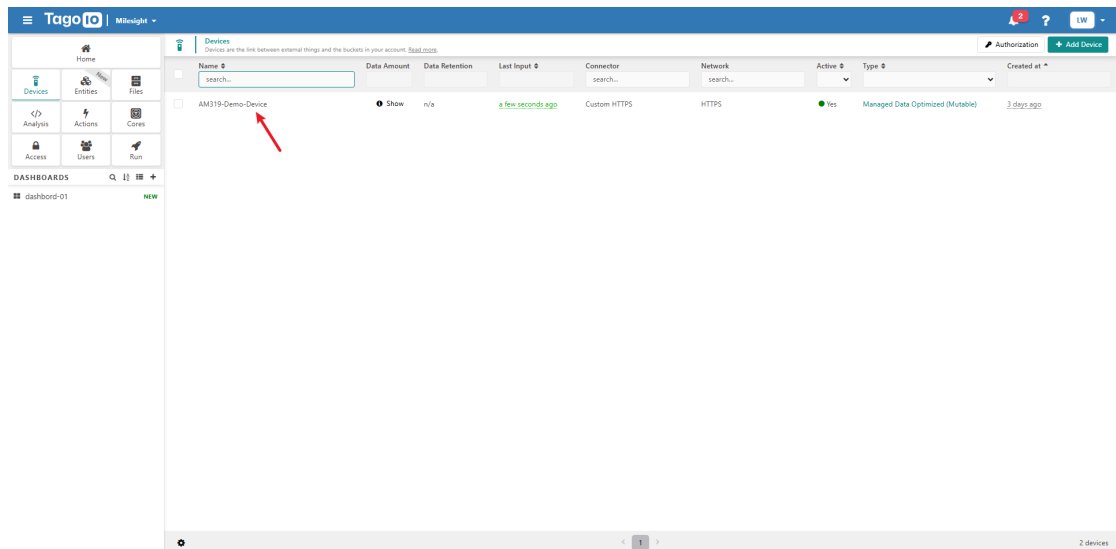 Tago IO | Milesight
2
?
LW
Home
Devices
Entities
New
Files
Analysis
Actions
Cores
Access
Users
Run
DASHBOARDS
dashbord-01 NEW
Devices
Devices are the link between external things and the buckets in your account. Read more.
Authorization
+ Add Device
Name Data Amount Data Retention Last Input Connector Network Active Type Created at
search... search... search...
AM319-Demo-Device Show n/a a few seconds ago Custom HTTPS HTTPS Yes Managed Data Optimized (Mutable) 3 days ago
< 1 >
2 devices